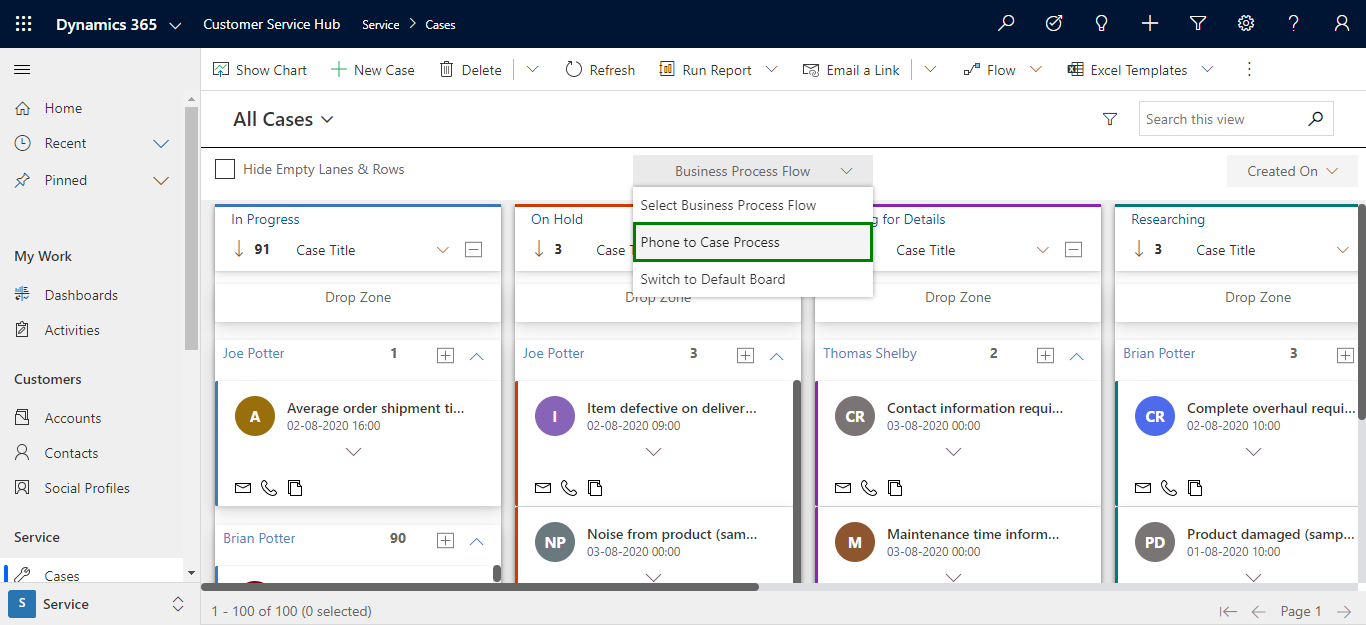 Dynamics 365 Customer Service Hub Service > Cases
Show Chart New Case Delete Refresh Run Report Email a Link Flow Excel Templates
Home
Recent
Pinned
My Work
Dashboards
Activities
Customers
Accounts
Contacts
Social Profiles
Service
Cases
S Service
All Cases
Search this view
Hide Empty Lanes & Rows
Business Process Flow
Created On
Select Business Process Flow
Phone to Case Process
Switch to Default Board
In Progress
91 Case Title
Drop Zone
Joe Potter 1
A
Average order shipment ti...
02-08-2020 16:00
Brian Potter 90
On Hold
3 Case
Drop Zone
Joe Potter 3
I
Item defective on deliver...
02-08-2020 09:00
NP
Noise from product (sam...
03-08-2020 00:00
g for Details
Case Title
Drop Zone
Thomas Shelby 2
CR
Contact information requi...
03-08-2020 00:00
M
Maintenance time inform...
03-08-2020 00:00
Researching
3 Case Title
Drop Zone
Brian Potter 3
CR
Complete overhaul requi...
02-08-2020 10:00
PD
Product damaged (samp...
01-08-2020 10:00
1 - 100 of 100 (0 selected)
Page 1